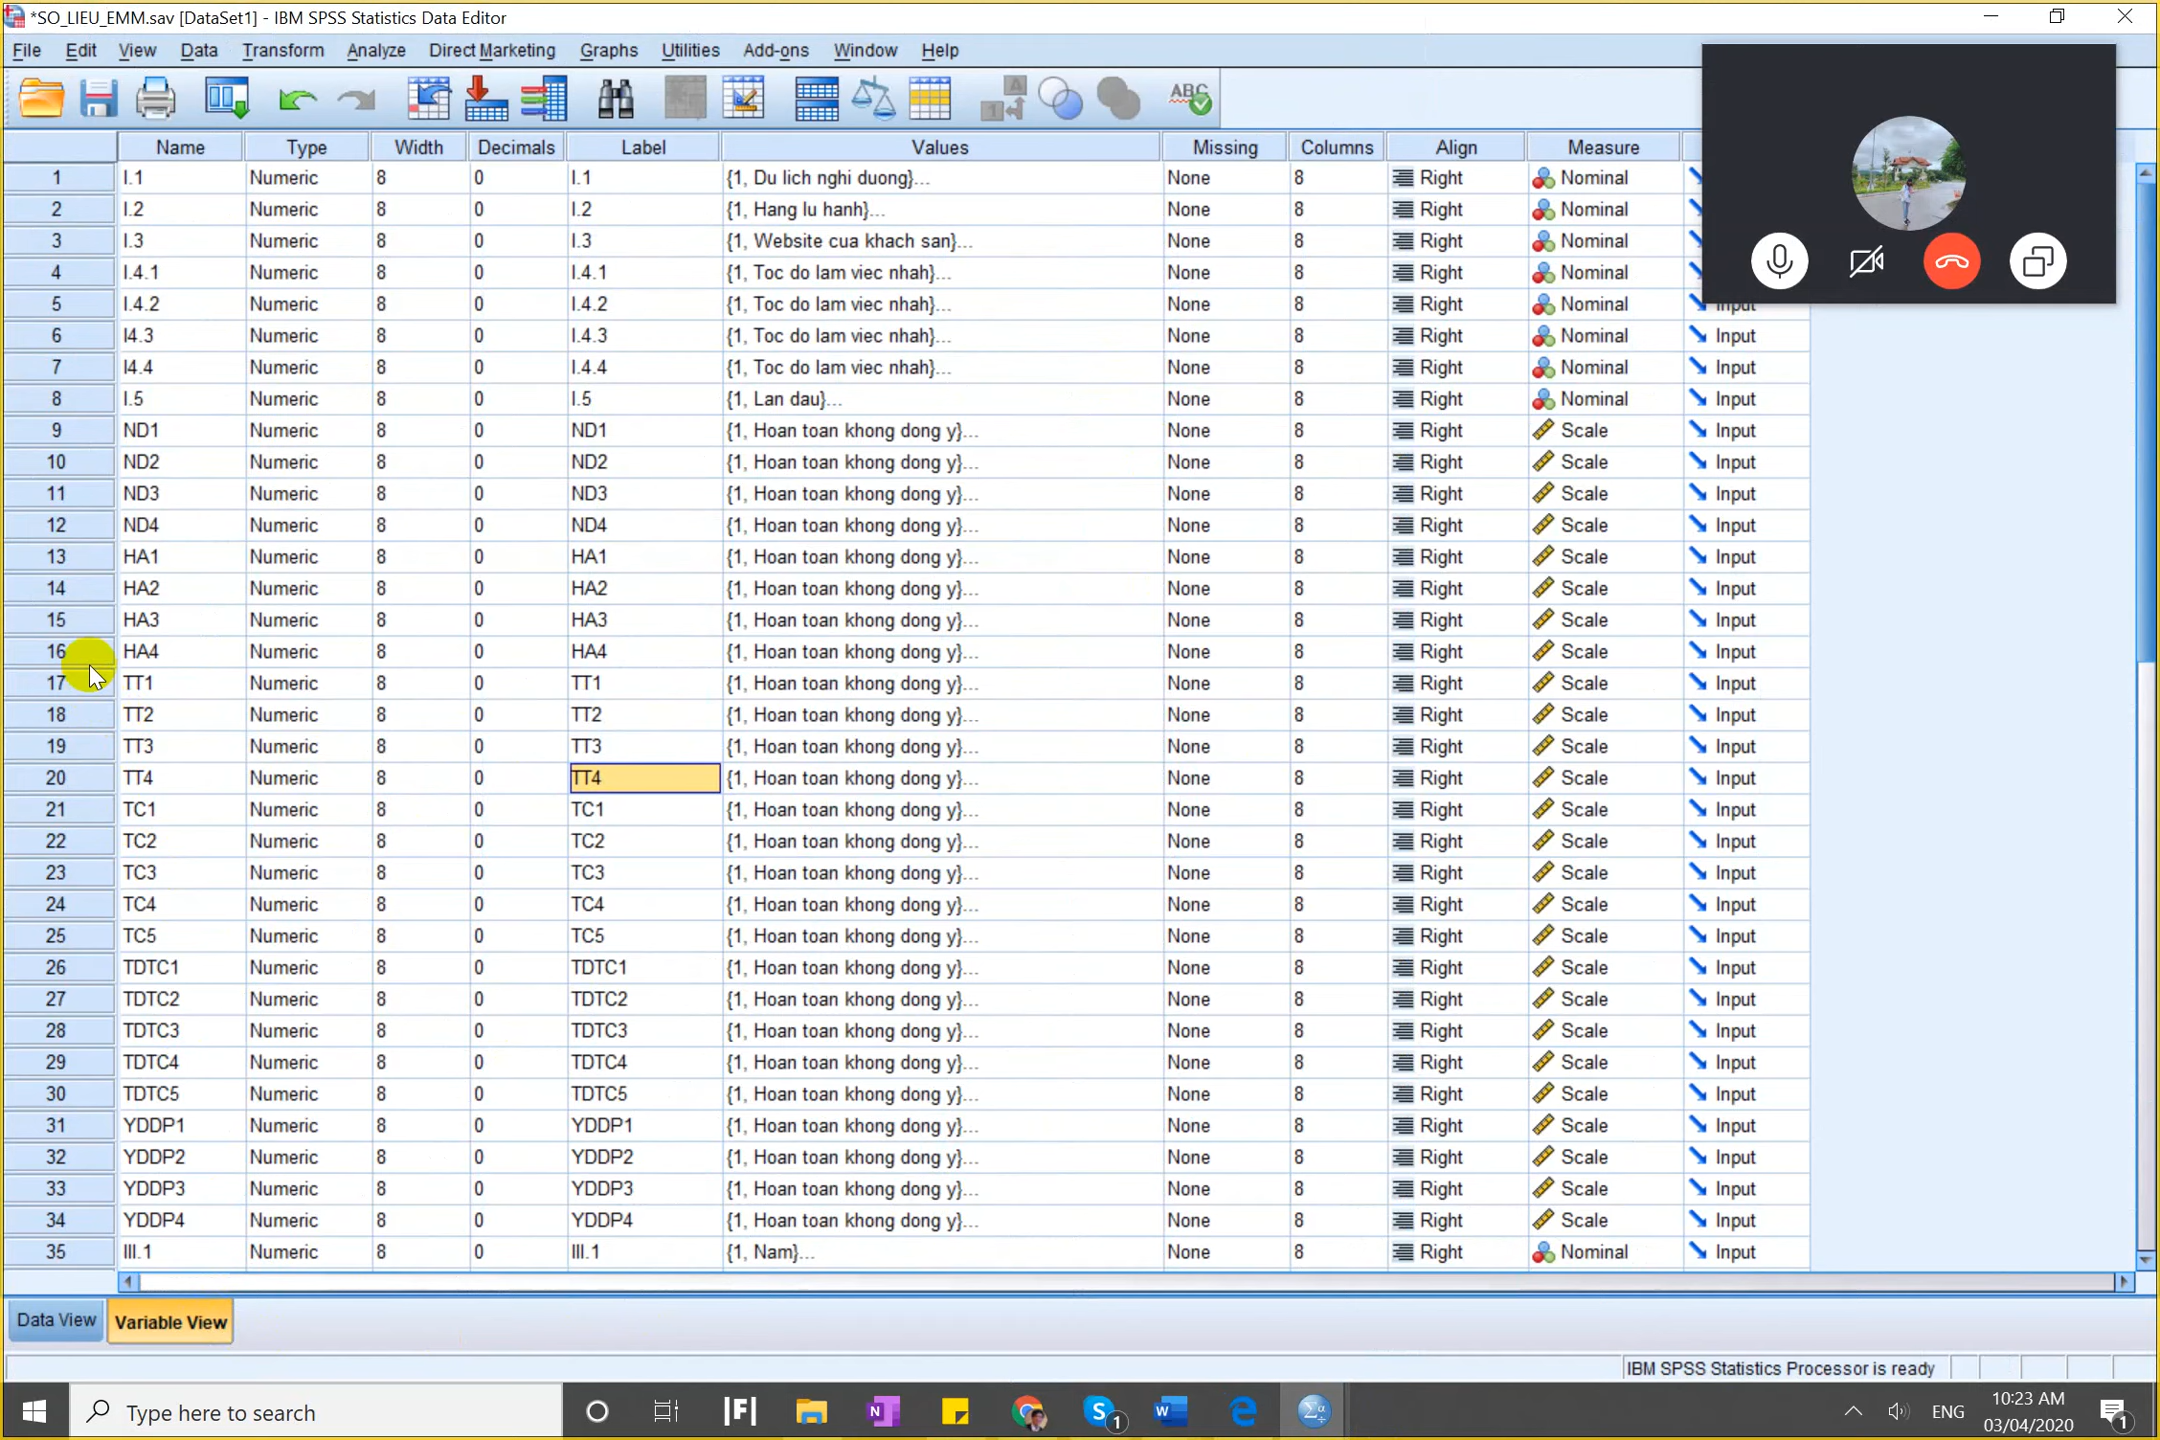 *SO_LIEU_EMM.sav [DataSet1] - IBM SPSS Statistics Data Editor
File Edit View Data Transform Analyze Direct Marketing Graphs Utilities Add-ons Window Help
Name Type Width Decimals Label Values Missing Columns Align Measure
1 I.1 Numeric 8 0 I.1 {1, Du lich nghi duong}... None 8 Right Nominal
2 I.2 Numeric 8 0 I.2 {1, Hang lu hanh}... None 8 Right Nominal
3 I.3 Numeric 8 0 I.3 {1, Website cua khach san}... None 8 Right Nominal
4 I.4.1 Numeric 8 0 I.4.1 {1, Toc do lam viec nhah}... None 8 Right Nominal
5 I.4.2 Numeric 8 0 I.4.2 {1, Toc do lam viec nhah}... None 8 Right Nominal Input
6 I4.3 Numeric 8 0 I.4.3 {1, Toc do lam viec nhah}... None 8 Right Nominal Input
7 I4.4 Numeric 8 0 I.4.4 {1, Toc do lam viec nhah}... None 8 Right Nominal Input
8 I.5 Numeric 8 0 I.5 {1, Lan dau}... None 8 Right Nominal Input
9 ND1 Numeric 8 0 ND1 {1, Hoan toan khong dong y}... None 8 Right Scale Input
10 ND2 Numeric 8 0 ND2 {1, Hoan toan khong dong y}... None 8 Right Scale Input
11 ND3 Numeric 8 0 ND3 {1, Hoan toan khong dong y}... None 8 Right Scale Input
12 ND4 Numeric 8 0 ND4 {1, Hoan toan khong dong y}... None 8 Right Scale Input
13 HA1 Numeric 8 0 HA1 {1, Hoan toan khong dong y}... None 8 Right Scale Input
14 HA2 Numeric 8 0 HA2 {1, Hoan toan khong dong y}... None 8 Right Scale Input
15 HA3 Numeric 8 0 HA3 {1, Hoan toan khong dong y}... None 8 Right Scale Input
16 HA4 Numeric 8 0 HA4 {1, Hoan toan khong dong y}... None 8 Right Scale Input
17 TT1 Numeric 8 0 TT1 {1, Hoan toan khong dong y}... None 8 Right Scale Input
18 TT2 Numeric 8 0 TT2 {1, Hoan toan khong dong y}... None 8 Right Scale Input
19 TT3 Numeric 8 0 TT3 {1, Hoan toan khong dong y}... None 8 Right Scale Input
20 TT4 Numeric 8 0 TT4 {1, Hoan toan khong dong y}... None 8 Right Scale Input
21 TC1 Numeric 8 0 TC1 {1, Hoan toan khong dong y}... None 8 Right Scale Input
22 TC2 Numeric 8 0 TC2 {1, Hoan toan khong dong y}... None 8 Right Scale Input
23 TC3 Numeric 8 0 TC3 {1, Hoan toan khong dong y}... None 8 Right Scale Input
24 TC4 Numeric 8 0 TC4 {1, Hoan toan khong dong y}... None 8 Right Scale Input
25 TC5 Numeric 8 0 TC5 {1, Hoan toan khong dong y}... None 8 Right Scale Input
26 TDTC1 Numeric 8 0 TDTC1 {1, Hoan toan khong dong y}... None 8 Right Scale Input
27 TDTC2 Numeric 8 0 TDTC2 {1, Hoan toan khong dong y}... None 8 Right Scale Input
28 TDTC3 Numeric 8 0 TDTC3 {1, Hoan toan khong dong y}... None 8 Right Scale Input
29 TDTC4 Numeric 8 0 TDTC4 {1, Hoan toan khong dong y}... None 8 Right Scale Input
30 TDTC5 Numeric 8 0 TDTC5 {1, Hoan toan khong dong y}... None 8 Right Scale Input
31 YDDP1 Numeric 8 0 YDDP1 {1, Hoan toan khong dong y}... None 8 Right Scale Input
32 YDDP2 Numeric 8 0 YDDP2 {1, Hoan toan khong dong y}... None 8 Right Scale Input
33 YDDP3 Numeric 8 0 YDDP3 {1, Hoan toan khong dong y}... None 8 Right Scale Input
34 YDDP4 Numeric 8 0 YDDP4 {1, Hoan toan khong dong y}... None 8 Right Scale Input
35 III.1 Numeric 8 0 III.1 {1, Nam}... None 8 Right Nominal Input
Data View Variable View
IBM SPSS Statistics Processor is ready
Type here to search
ENG
10:23 AM
03/04/2020